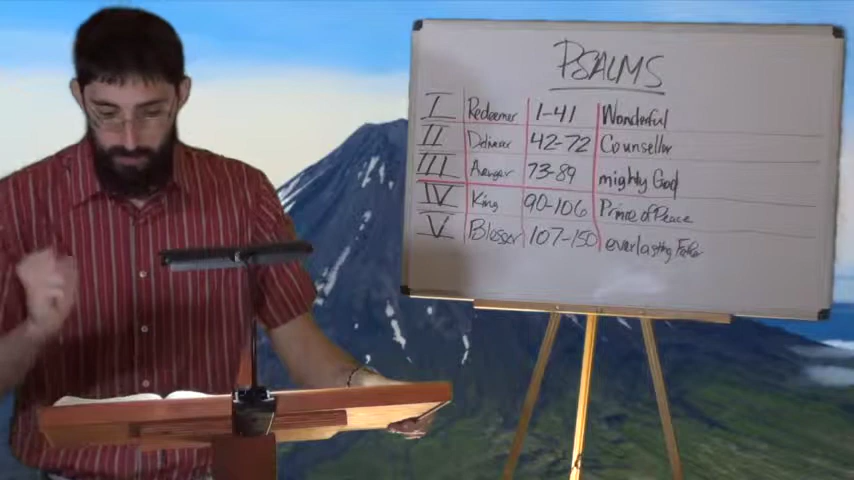 PSALMS
I Redeemer 1-41 Wonderful
II Deliverer 42-72 Counsellor
III Avenger 73-89 mighty God
IV King 90-106 Prince of Peace
V Blesser 107-150 everlasting Father